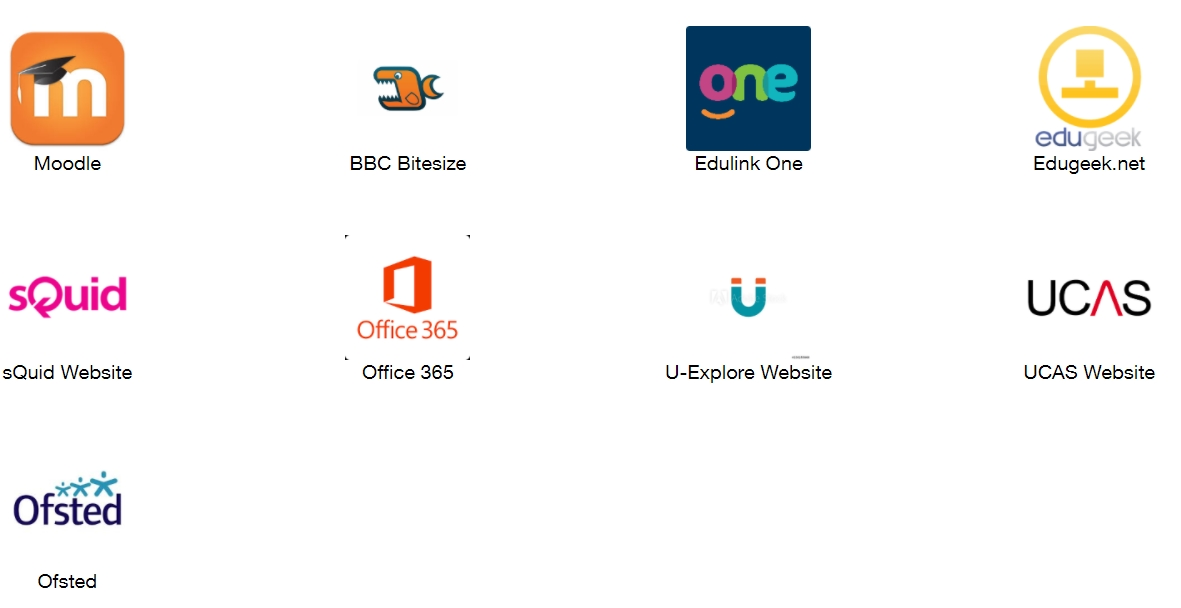 m
Moodle
BBC Bitesize
one
Edulink One
edugeek
Edugeek.net
sQuid
sQuid Website
Office 365
Office 365
U
U-Explore Website
UCAS
UCAS Website
Ofsted
Ofsted